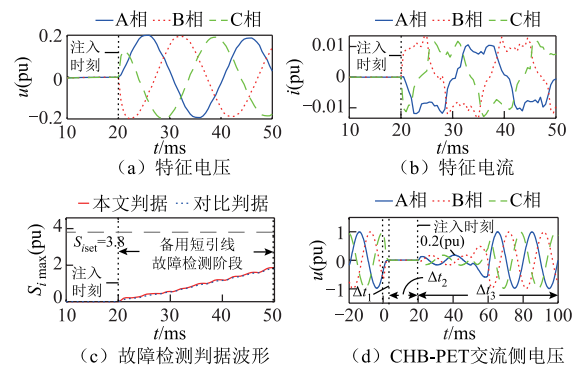 A相 B相 C相
0.2
0
−0.2
u(pu)
注入
时刻
10 20 30 40 50
t/ms
(a) 特征电压
A相 B相 C相
0.01
0
−0.01
i(pu)
注入
时刻
10 20 30 40 50
t/ms
(b) 特征电流
本文判据 对比判据
4
2
0
Si max(pu)
Siset=3.8
备用短引线
故障检测阶段
注入
时刻
10 20 30 40 50
t/ms
(c) 故障检测判据波形
A相 B相 C相
1
0
−1
u(pu)
注入时刻
0.2(pu)
Δt1
Δt2
Δt3
−20 0 20 40 60 80 100
t/ms
(d) CHB-PET交流侧电压